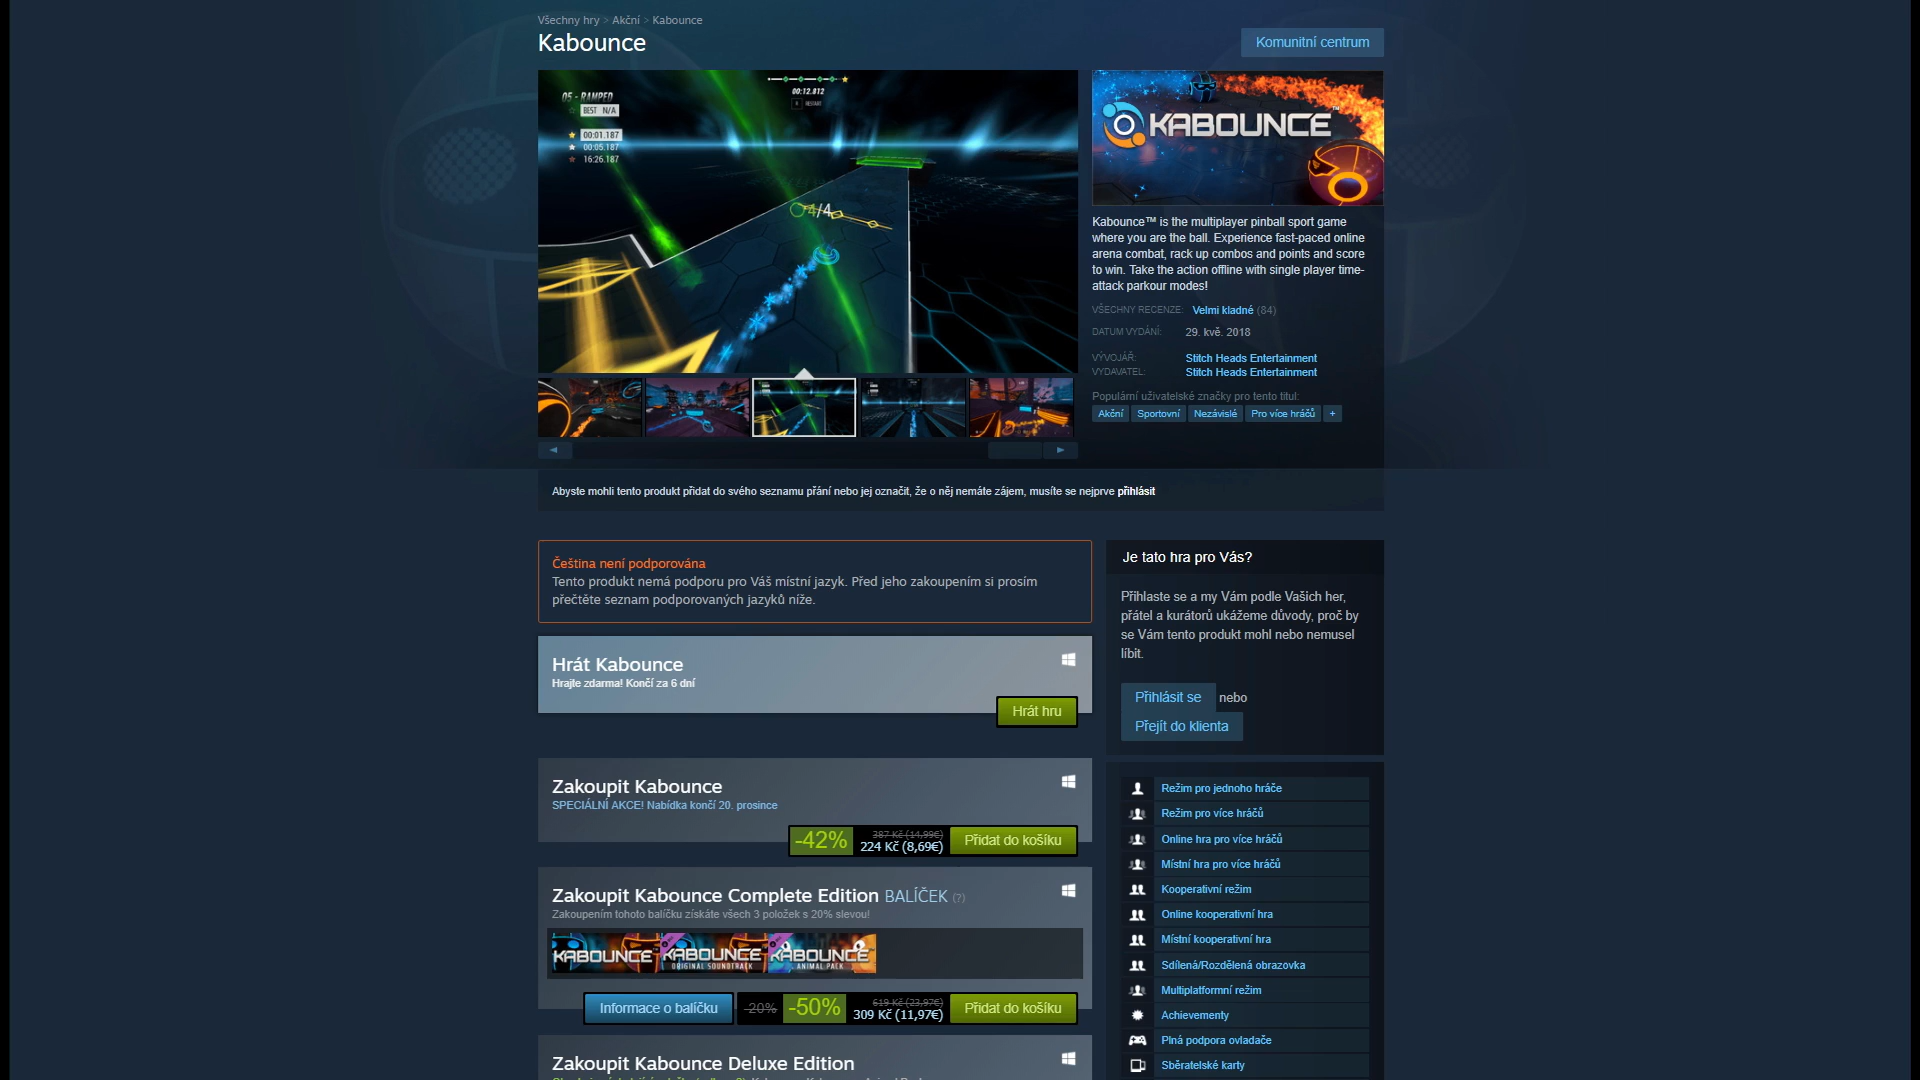 Všechny hry > Akční > Kabounce
Kabounce
Komunitní centrum
05 - RAMPED
BEST N/A
00:01.187
00:05.187
16:26.187
00:12.812
R RESTART
4/4
KABOUNCE™
Kabounce™ is the multiplayer pinball sport game
where you are the ball. Experience fast-paced online
arena combat, rack up combos and points and score
to win. Take the action offline with single player time-
attack parkour modes!
VŠECHNY RECENZE: Velmi kladné (84)
DATUM VYDÁNÍ: 29. kvě. 2018
VÝVOJÁŘ: Stitch Heads Entertainment
VYDAVATEL: Stitch Heads Entertainment
Populární uživatelské značky pro tento titul:
Akční Sportovní Nezávislé Pro více hráčů +
Abyste mohli tento produkt přidat do svého seznamu přání nebo jej označit, že o něj nemáte zájem, musíte se nejprve přihlásit
Čeština není podporována
Tento produkt nemá podporu pro Váš místní jazyk. Před jeho zakoupením si prosím
přečtěte seznam podporovaných jazyků níže.
Hrát Kabounce
Hrajte zdarma! Končí za 6 dní
Hrát hru
Zakoupit Kabounce
SPECIÁLNÍ AKCE! Nabídka končí 20. prosince
-42%
387 Kč (14,99€)
224 Kč (8,69€)
Přidat do košíku
Zakoupit Kabounce Complete Edition BALÍČEK (?)
Zakoupením tohoto balíčku získáte všech 3 položek s 20% slevou!
KABOUNCE
KABOUNCE
ORIGINAL SOUNDTRACK
KABOUNCE
ANIMAL PACK
Informace o balíčku
-20%
-50%
619 Kč (23,97€)
309 Kč (11,97€)
Přidat do košíku
Zakoupit Kabounce Deluxe Edition
Je tato hra pro Vás?
Přihlaste se a my Vám podle Vašich her,
přátel a kurátorů ukážeme důvody, proč by
se Vám tento produkt mohl nebo nemusel
líbit.
Přihlásit se nebo
Přejít do klienta
Režim pro jednoho hráče
Režim pro více hráčů
Online hra pro více hráčů
Místní hra pro více hráčů
Kooperativní režim
Online kooperativní hra
Místní kooperativní hra
Sdílená/Rozdělená obrazovka
Multiplatformní režim
Achievementy
Plná podpora ovladače
Sběratelské karty